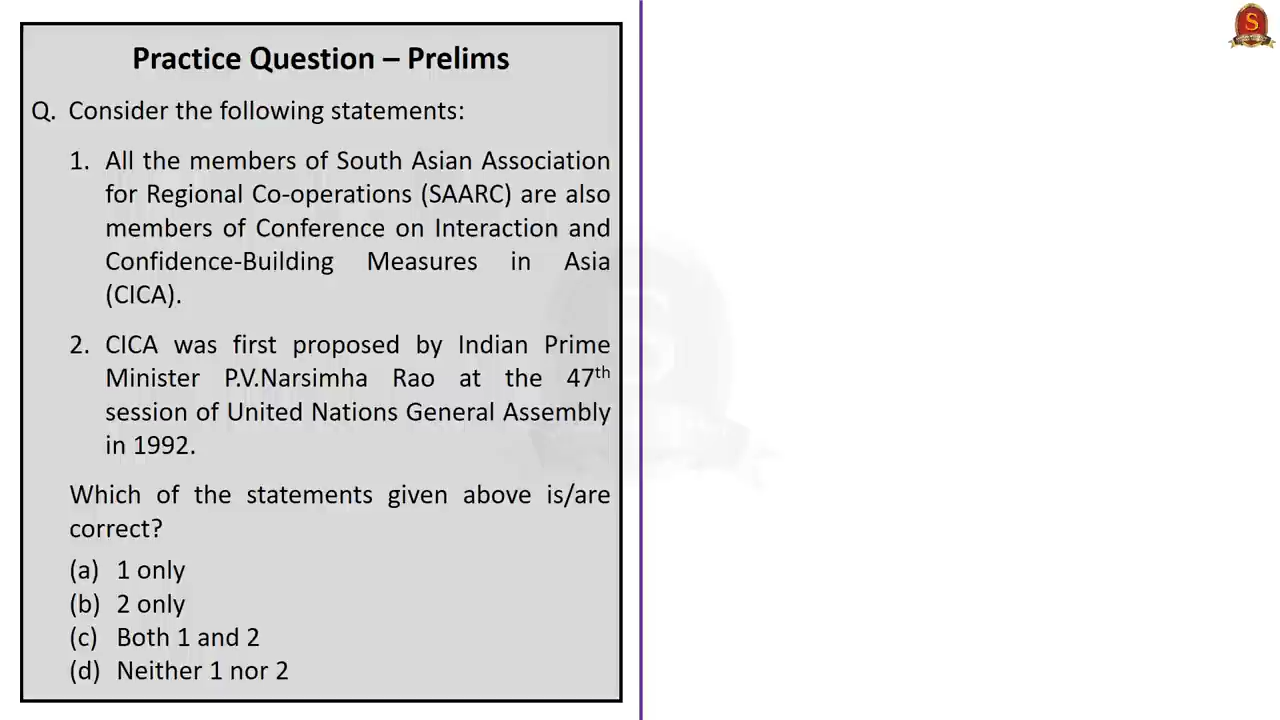 Practice Question – Prelims
Q. Consider the following statements:
1. All the members of South Asian Association
for Regional Co-operations (SAARC) are also
members of Conference on Interaction and
Confidence-Building Measures in Asia
(CICA).
2. CICA was first proposed by Indian Prime
Minister P.V.Narsimha Rao at the 47th
session of United Nations General Assembly
in 1992.
Which of the statements given above is/are
correct?
(a) 1 only
(b) 2 only
(c) Both 1 and 2
(d) Neither 1 nor 2
S